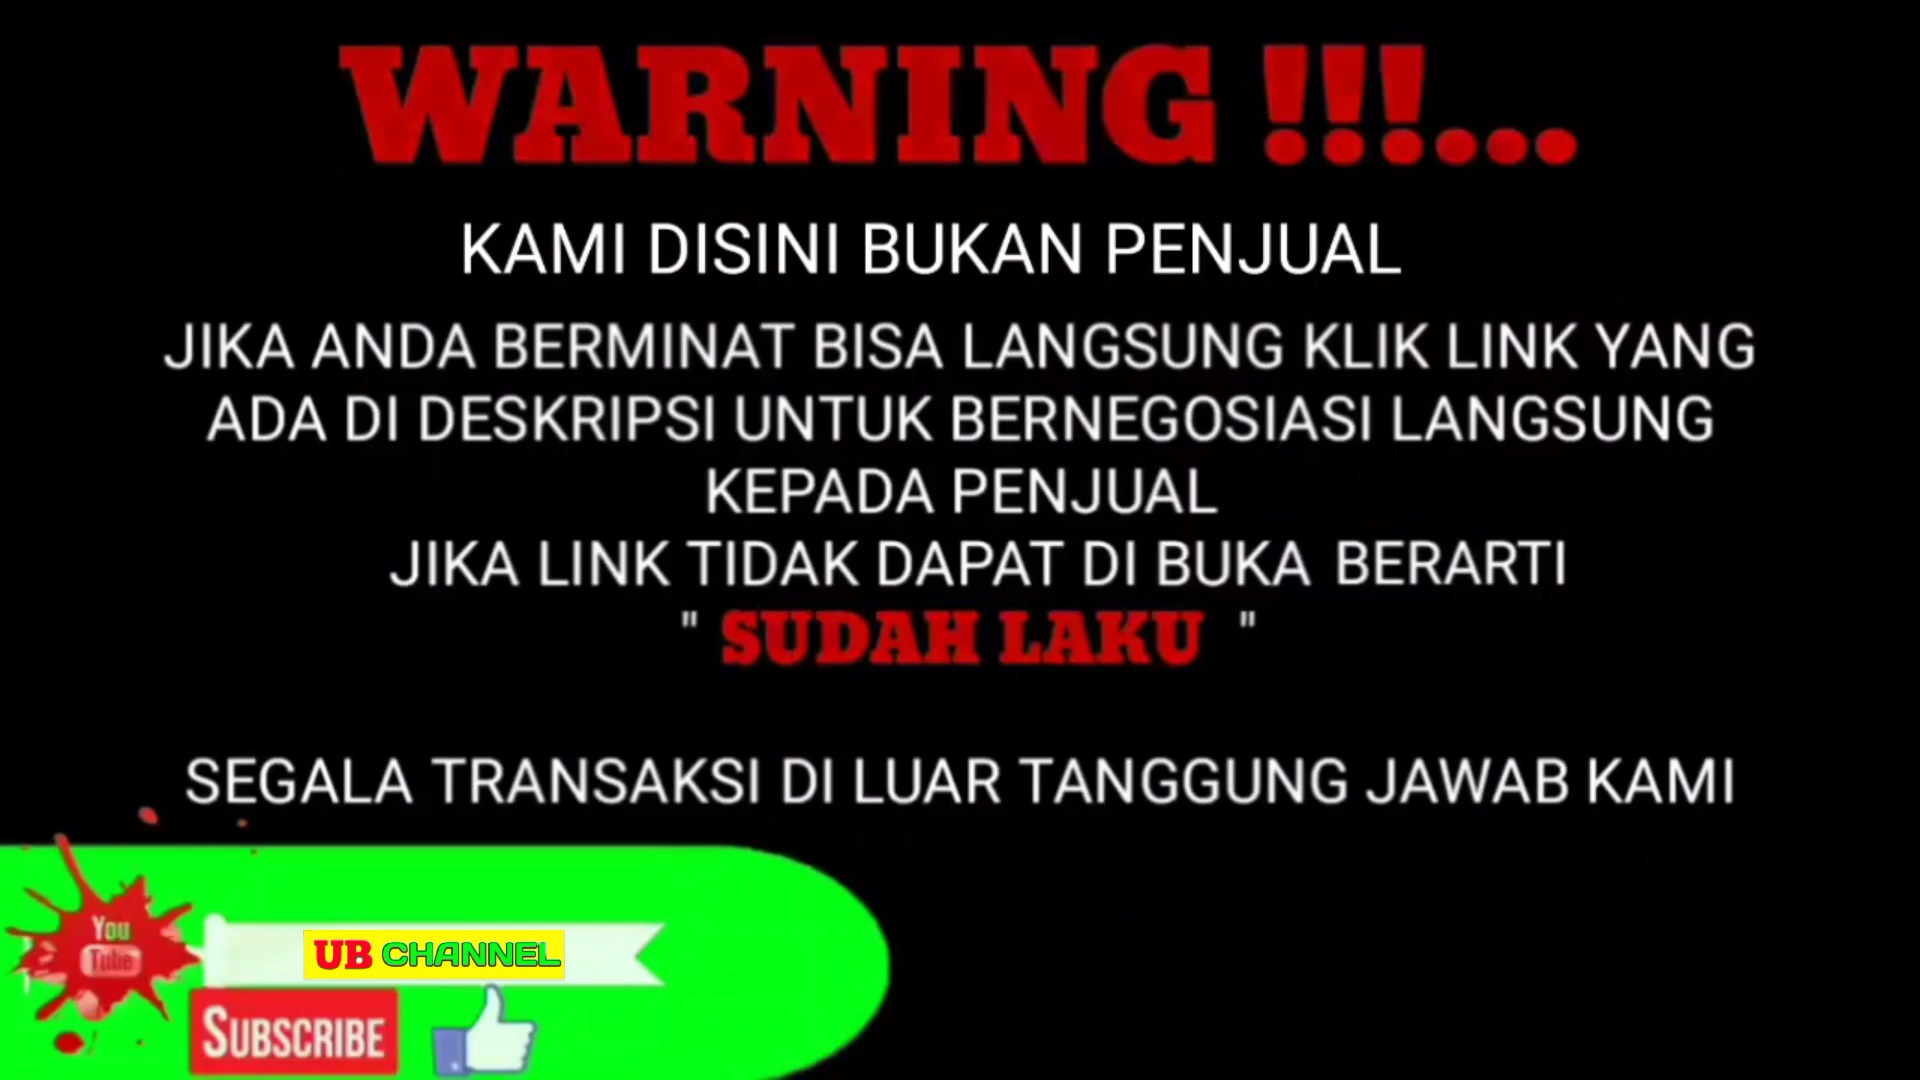 WARNING !!!...
KAMI DISINI BUKAN PENJUAL
JIKA ANDA BERMINAT BISA LANGSUNG KLIK LINK YANG
ADA DI DESKRIPSI UNTUK BERNEGOSIASI LANGSUNG
KEPADA PENJUAL
JIKA LINK TIDAK DAPAT DI BUKA BERARTI
" SUDAH LAKU "
SEGALA TRANSAKSI DI LUAR TANGGUNG JAWAB KAMI
You
Tube
UB CHANNEL
SUBSCRIBE